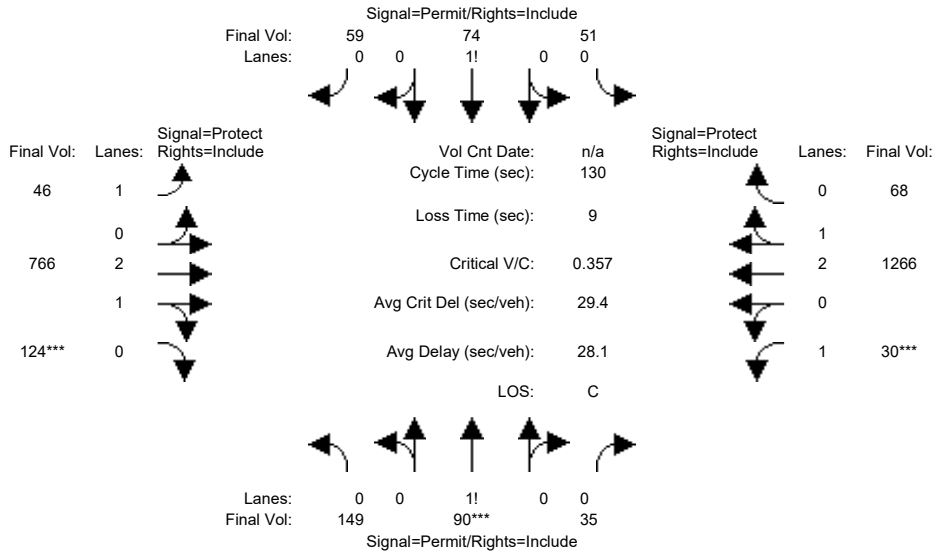 Signal=Permit/Rights=Include
Final Vol: 59 74 51
Lanes: 0 0 1! 0 0
Signal=Protect Signal=Protect
Final Vol: Lanes: Rights=Include Vol Cnt Date: n/a Rights=Include Lanes: Final Vol:
Cycle Time (sec): 130
46 1 0 68
Loss Time (sec): 9
0 1
766 2 Critical V/C: 0.357 2 1266
1 Avg Crit Del (sec/veh): 29.4 0
124*** 0 Avg Delay (sec/veh): 28.1 1 30***
LOS: C
Lanes: 0 0 1! 0 0
Final Vol: 149 90*** 35
Signal=Permit/Rights=Include